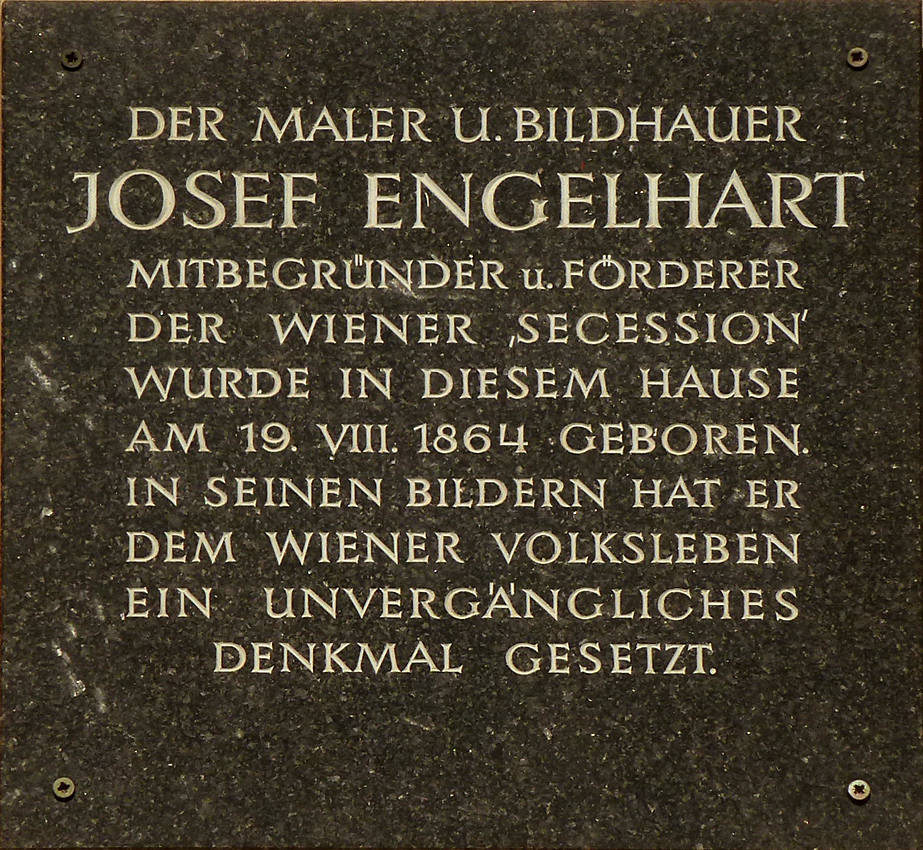 DER MALER U. BILDHAUER
JOSEF ENGELHART
MITBEGRÜNDER u. FÖRDERER
DER WIENER ‚SECESSION'
WURDE IN DIESEM HAUSE
AM 19. VIII. 1864 GEBOREN.
IN SEINEN BILDERN HAT ER
DEM WIENER VOLKSLEBEN
EIN UNVERGÄNGLICHES
DENKMAL GESETZT.